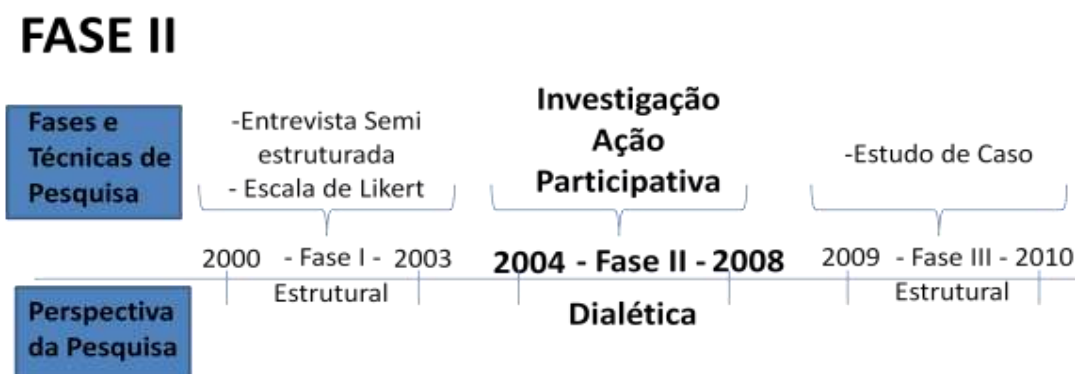 FASE II
Fases e
Técnicas de
Pesquisa
-Entrevista Semi
estruturada
- Escala de Likert
Investigação
Ação
Participativa
-Estudo de Caso
2000 - Fase I - 2003
2004 - Fase II - 2008
2009 - Fase III - 2010
Estrutural
Dialética
Estrutural
Perspectiva
da Pesquisa